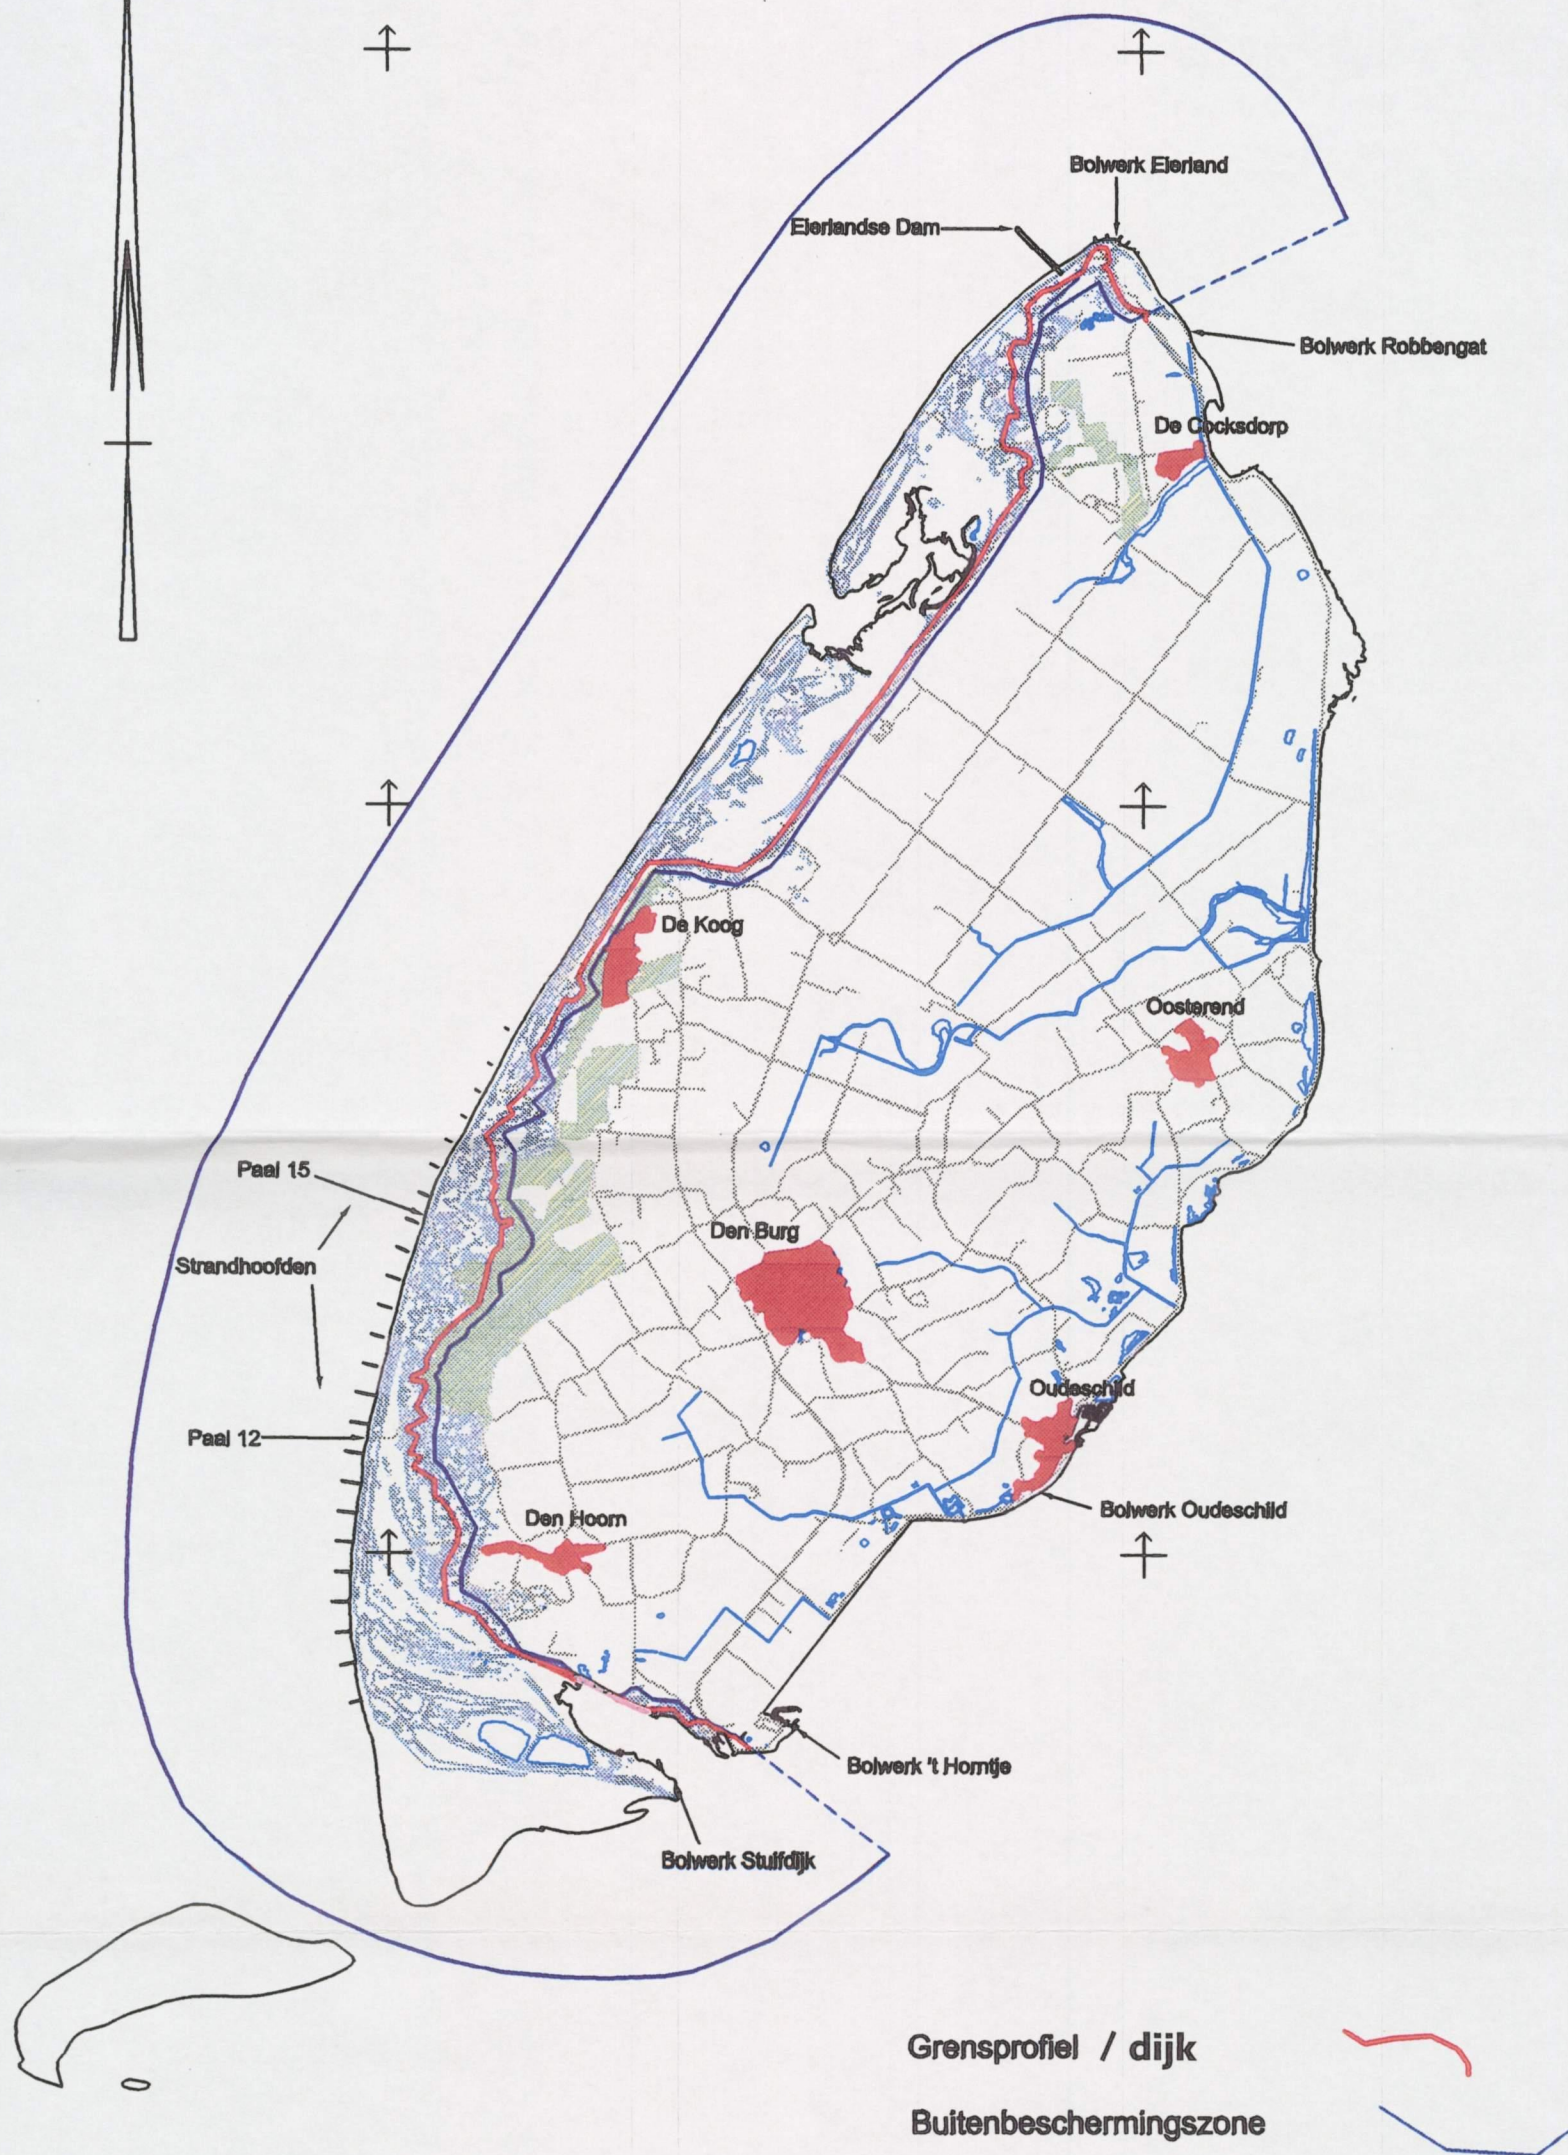 Bolwerk Eierland
Eierlandse Dam
Bolwerk Robbengat
De Cocksdorp
De Koog
Oosterend
Paal 15
Den Burg
Strandhoofden
Oudeschild
Paal 12
Bolwerk Oudeschild
Den Hoorn
Bolwerk 't Horntje
Bolwerk Stuifdijk
Grensprofiel / dijk
Buitenbeschermingszone